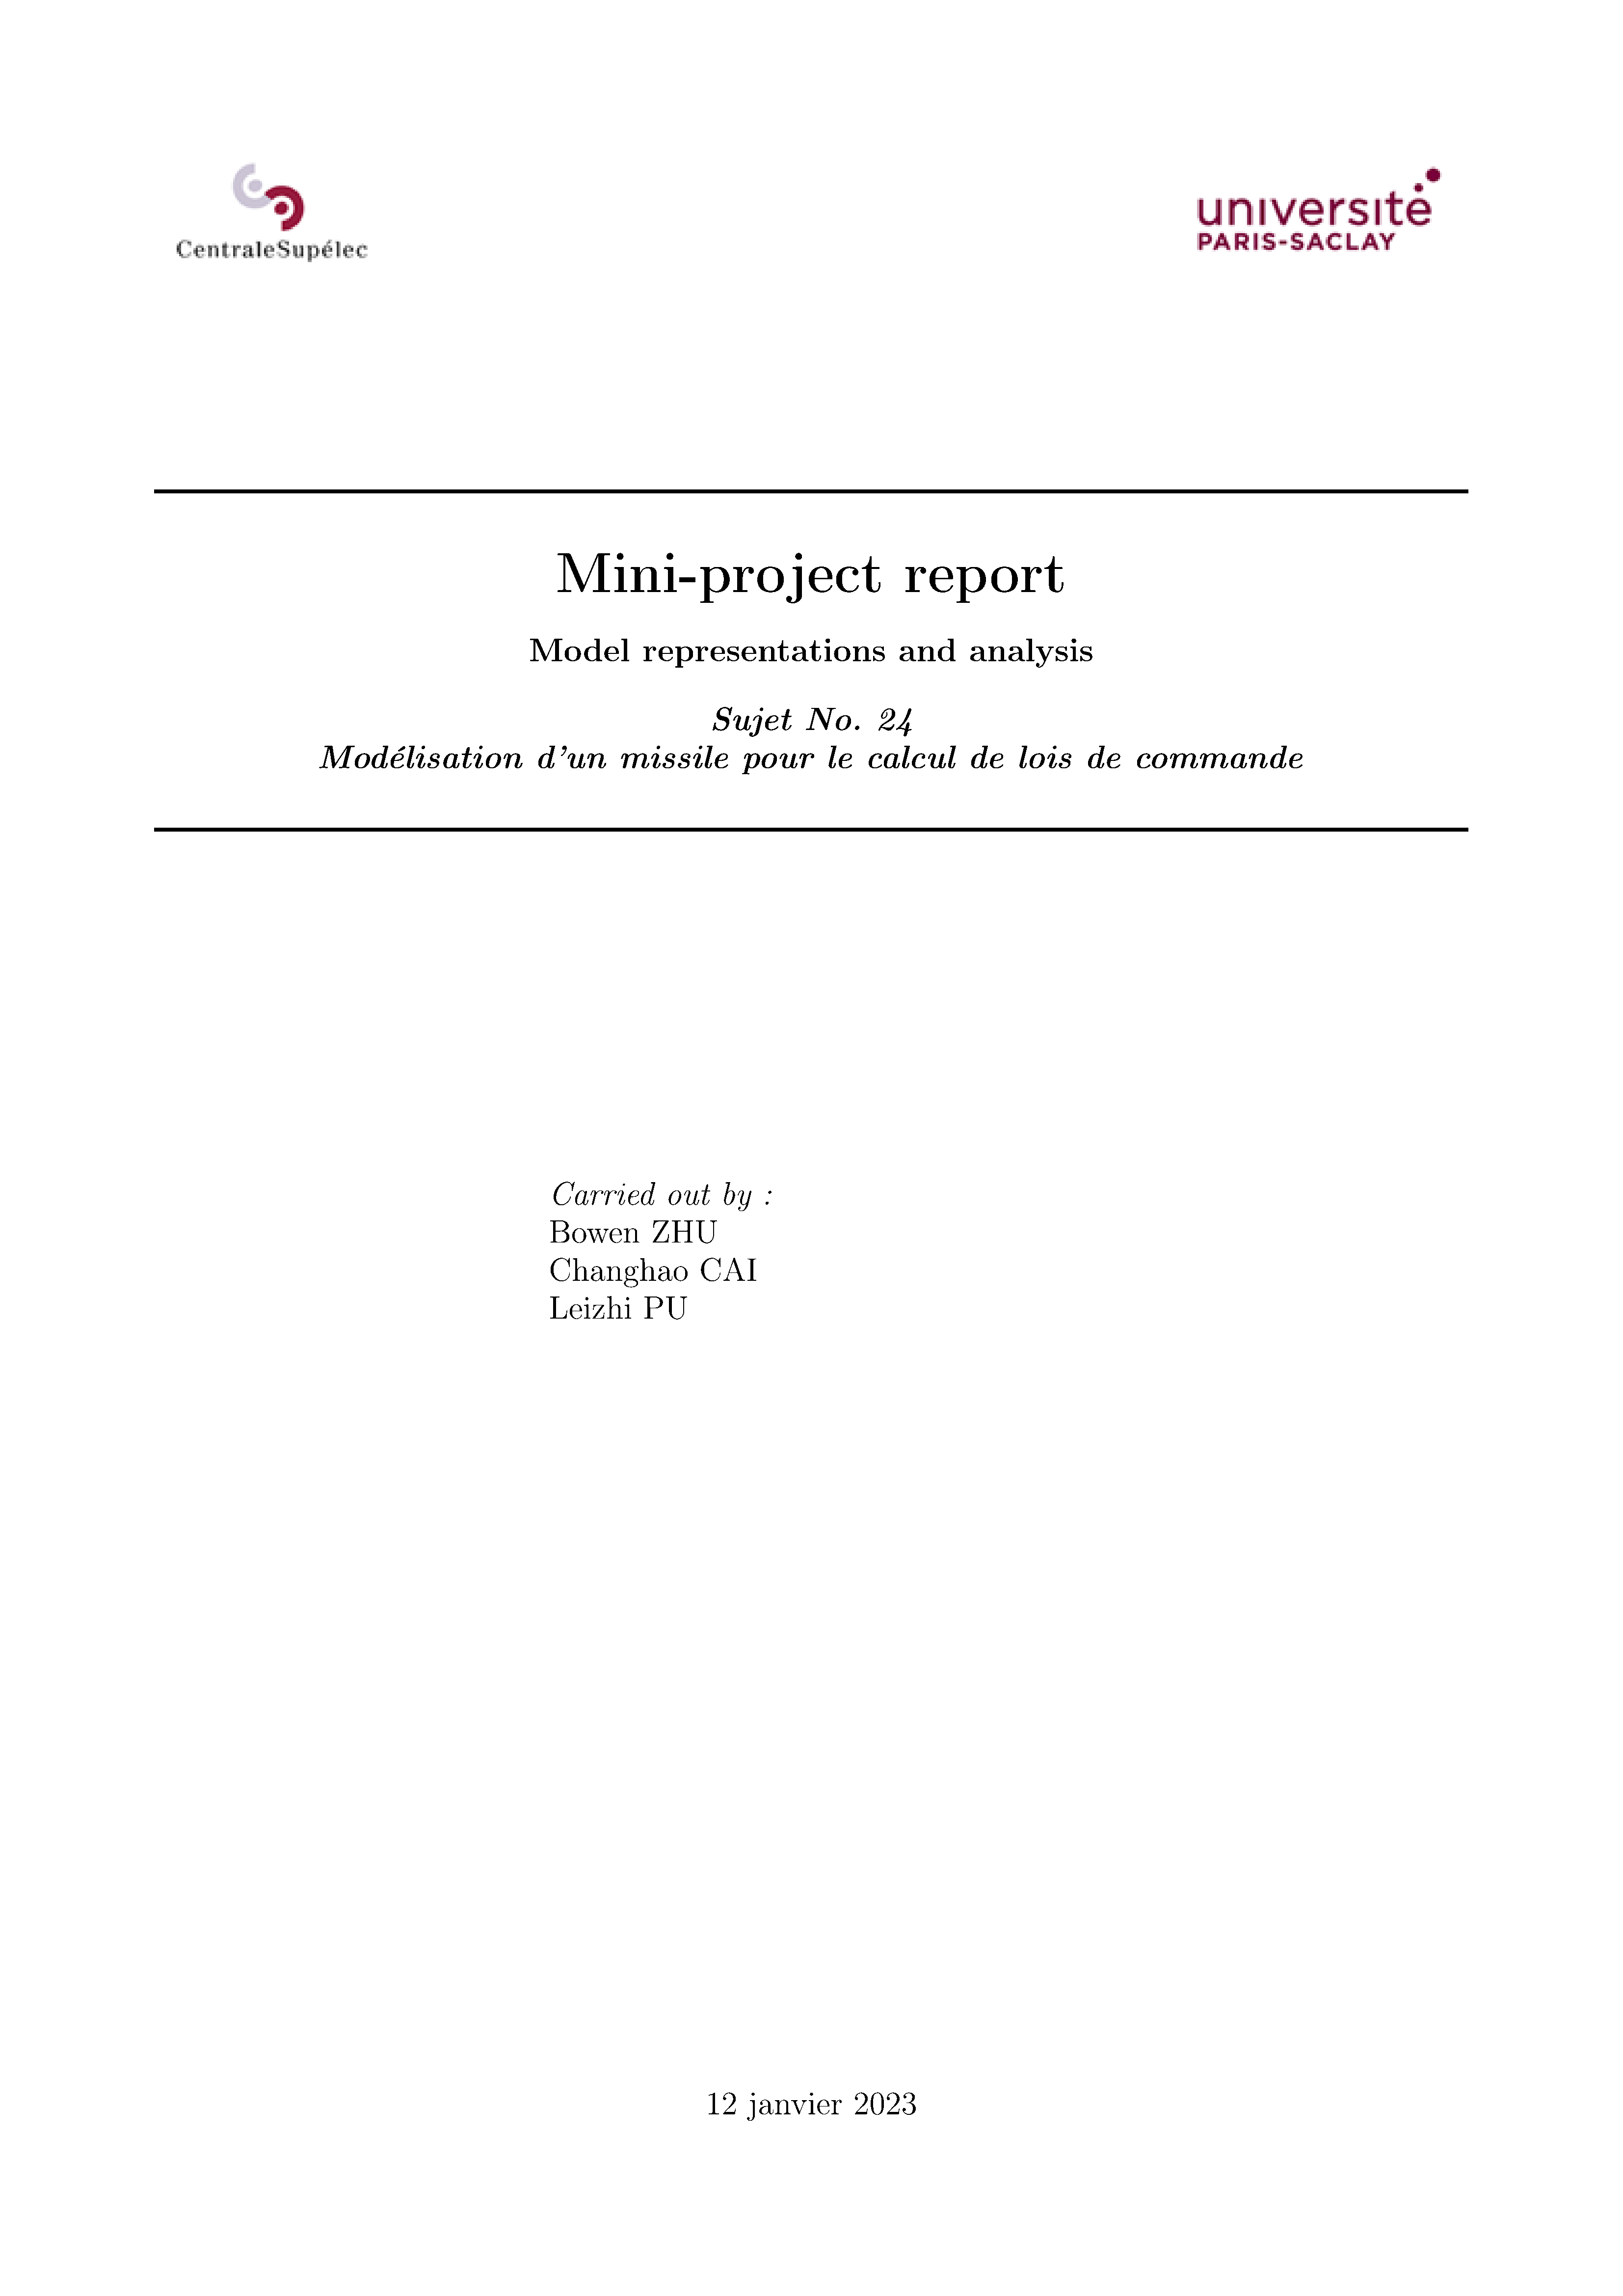 CentraleSupélec
université
PARIS-SACLAY
Mini-project report
Model representations and analysis
Sujet No. 24
Modélisation d'un missile pour le calcul de lois de commande
Carried out by :
Bowen ZHU
Changhao CAI
Leizhi PU
12 janvier 2023